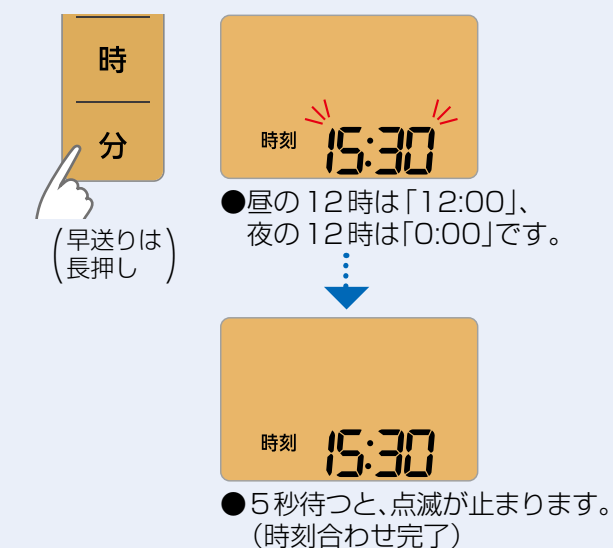 時
分
(早送りは
長押し)
時刻 15:30
●昼の12時は「12:00」、
夜の12時は「0:00」です。
時刻 15:30
●5秒待つと、点滅が止まります。
(時刻合わせ完了)